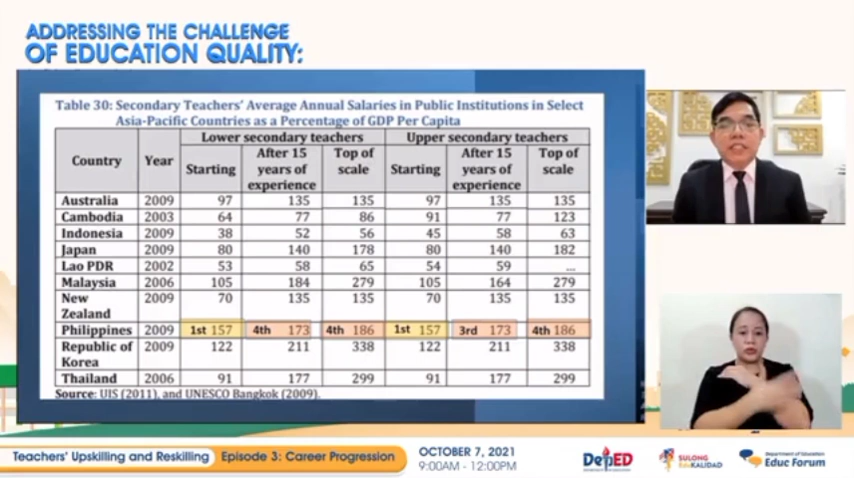 ADDRESSING THE CHALLENGE
OF EDUCATION QUALITY:
Table 30: Secondary Teachers' Average Annual Salaries in Public Institutions in Select
Asia-Pacific Countries as a Percentage of GDP Per Capita
Country Year Lower secondary teachers Upper secondary teachers
Starting After 15 years of experience Top of scale Starting After 15 years of experience Top of scale
Australia 2009 97 135 135 97 135 135
Cambodia 2003 64 77 86 91 77 123
Indonesia 2009 38 52 56 45 58 63
Japan 2009 80 140 178 80 140 182
Lao PDR 2002 53 58 65 54 59 ...
Malaysia 2006 105 184 279 105 164 279
New Zealand 2009 70 135 135 70 135 135
Philippines 2009 1st 157 4th 173 4th 186 1st 157 3rd 173 4th 186
Republic of Korea 2009 122 211 338 122 211 338
Thailand 2006 91 177 299 91 177 299
Source: UIS (2011), and UNESCO Bangkok (2009).
Teachers' Upskilling and Reskilling Episode 3: Career Progression
OCTOBER 7, 2021
9:00AM - 12:00PM
DepED
SULONG
EduKALIDAD
Department of Education
Educ Forum